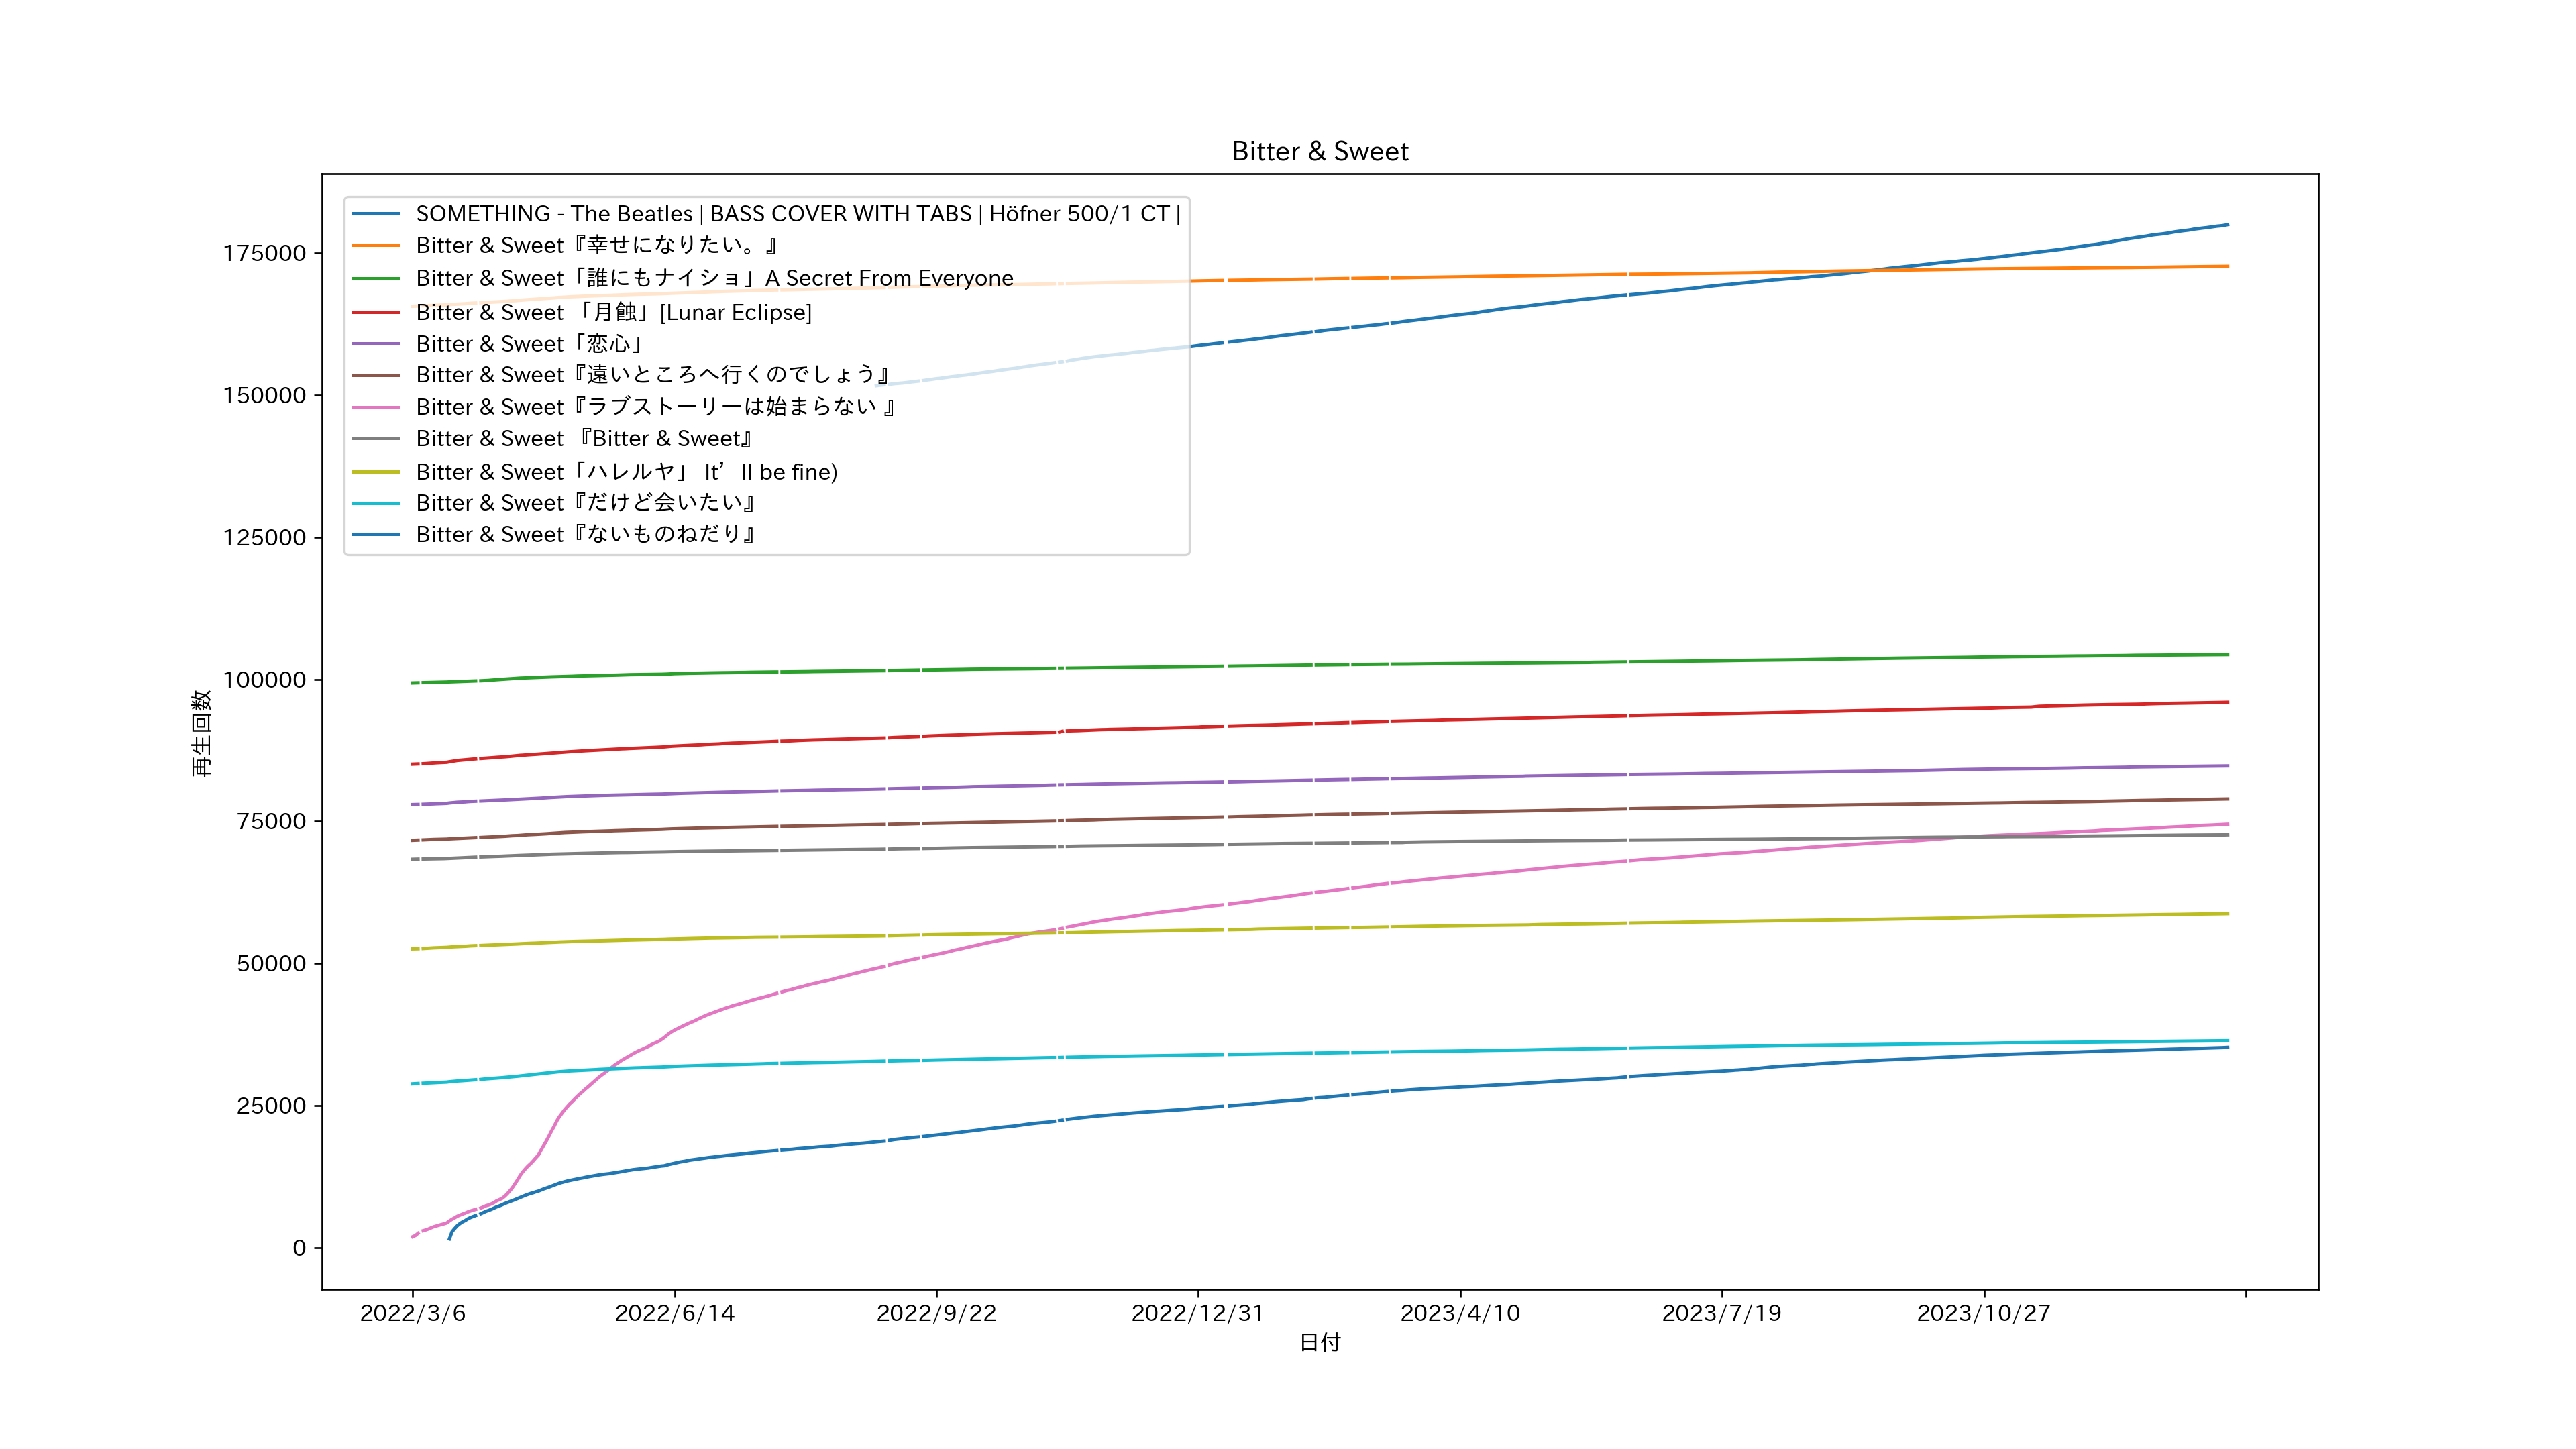 Bitter & Sweet
SOMETHING - The Beatles | BASS COVER WITH TABS | Höfner 500/1 CT |
Bitter & Sweet『幸せになりたい。』
Bitter & Sweet「誰にもナイショ」A Secret From Everyone
Bitter & Sweet 「月蝕」[Lunar Eclipse]
Bitter & Sweet「恋心」
Bitter & Sweet『遠いところへ行くのでしょう』
Bitter & Sweet『ラブストーリーは始まらない 』
Bitter & Sweet 『Bitter & Sweet』
Bitter & Sweet「ハレルヤ」 It’ll be fine)
Bitter & Sweet『だけど会いたい』
Bitter & Sweet『ないものねだり』
175000
150000
125000
100000
75000
50000
25000
0
再生回数
2022/3/6 2022/6/14 2022/9/22 2022/12/31 2023/4/10 2023/7/19 2023/10/27
日付